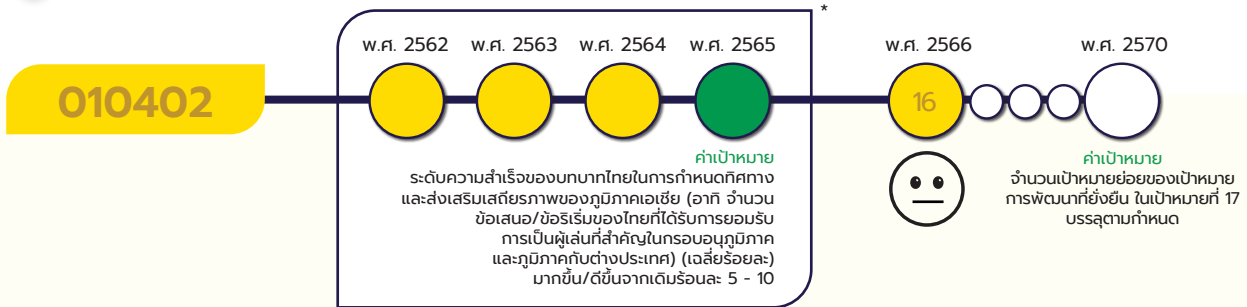 *
พ.ศ. 2562 พ.ศ. 2563 พ.ศ. 2564 พ.ศ. 2565 พ.ศ. 2566 พ.ศ. 2570
010402
16
ค่าเป้าหมาย
ระดับความสำเร็จของบทบาทไทยในการกำหนดทิศทาง
และส่งเสริมเสถียรภาพของภูมิภาคเอเชีย (อาทิ จำนวน
ข้อเสนอ/ข้อริเริ่มของไทยที่ได้รับการยอมรับ
การเป็นผู้เล่นที่สำคัญในกรอบอนุภูมิภาค
และภูมิภาคกับต่างประเทศ) (เฉลี่ยร้อยละ)
มากขึ้น/ดีขึ้นจากเดิมร้อนละ 5 - 10
ค่าเป้าหมาย
จำนวนเป้าหมายย่อยของเป้าหมาย
การพัฒนาที่ยั่งยืน ในเป้าหมายที่ 17
บรรลุตามกำหนด